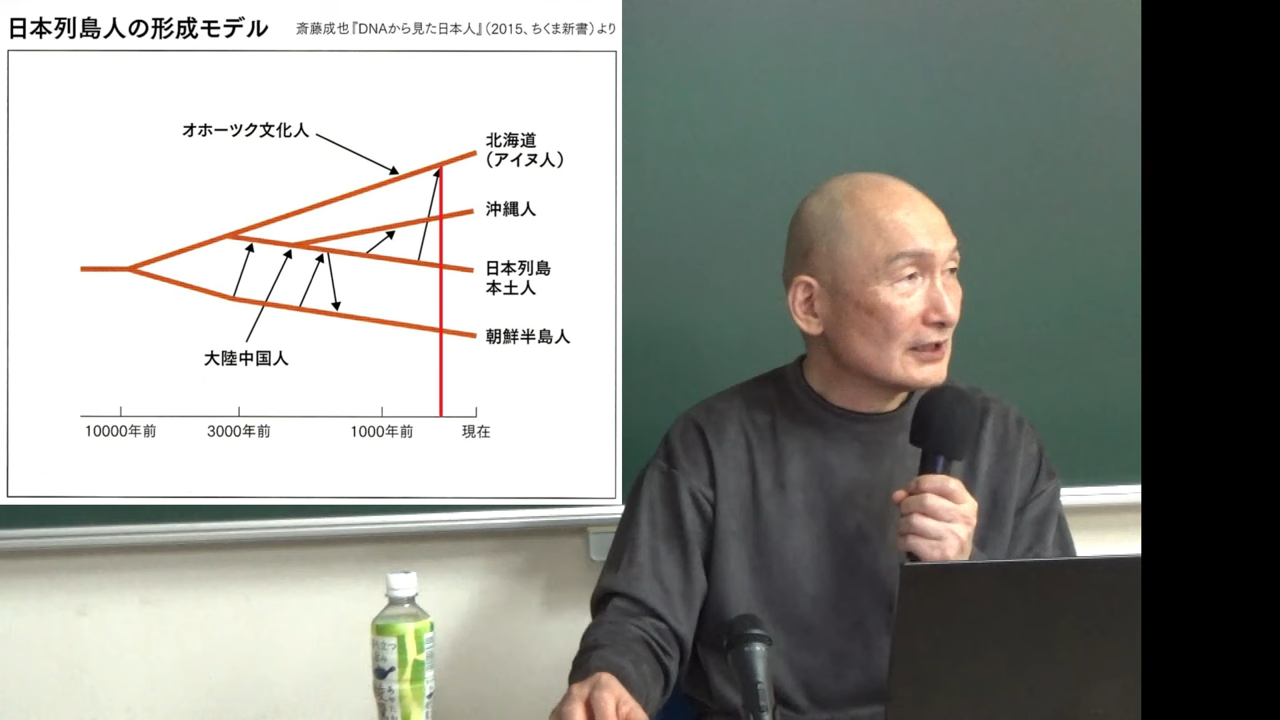 日本列島人の形成モデル
斎藤成也『DNAから見た日本人』(2015、ちくま新書)より
オホーツク文化人
北海道
(アイヌ人)
沖縄人
日本列島
本土人
朝鮮半島人
大陸中国人
10000年前
3000年前
1000年前
現在